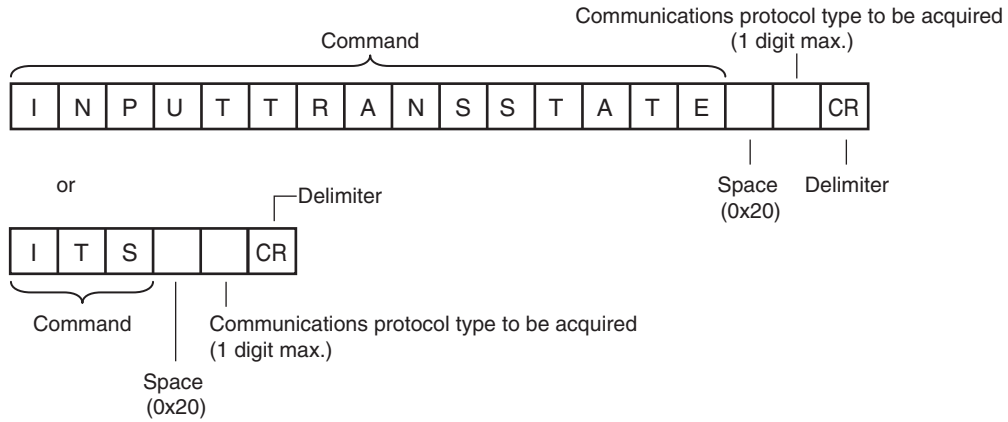 Communications protocol type to be acquired
(1 digit max.)
Command
I N P U T T R A N S S T A T E CR
Space
(0x20)
Delimiter
or
Delimiter
I T S CR
Command
Communications protocol type to be acquired
(1 digit max.)
Space
(0x20)